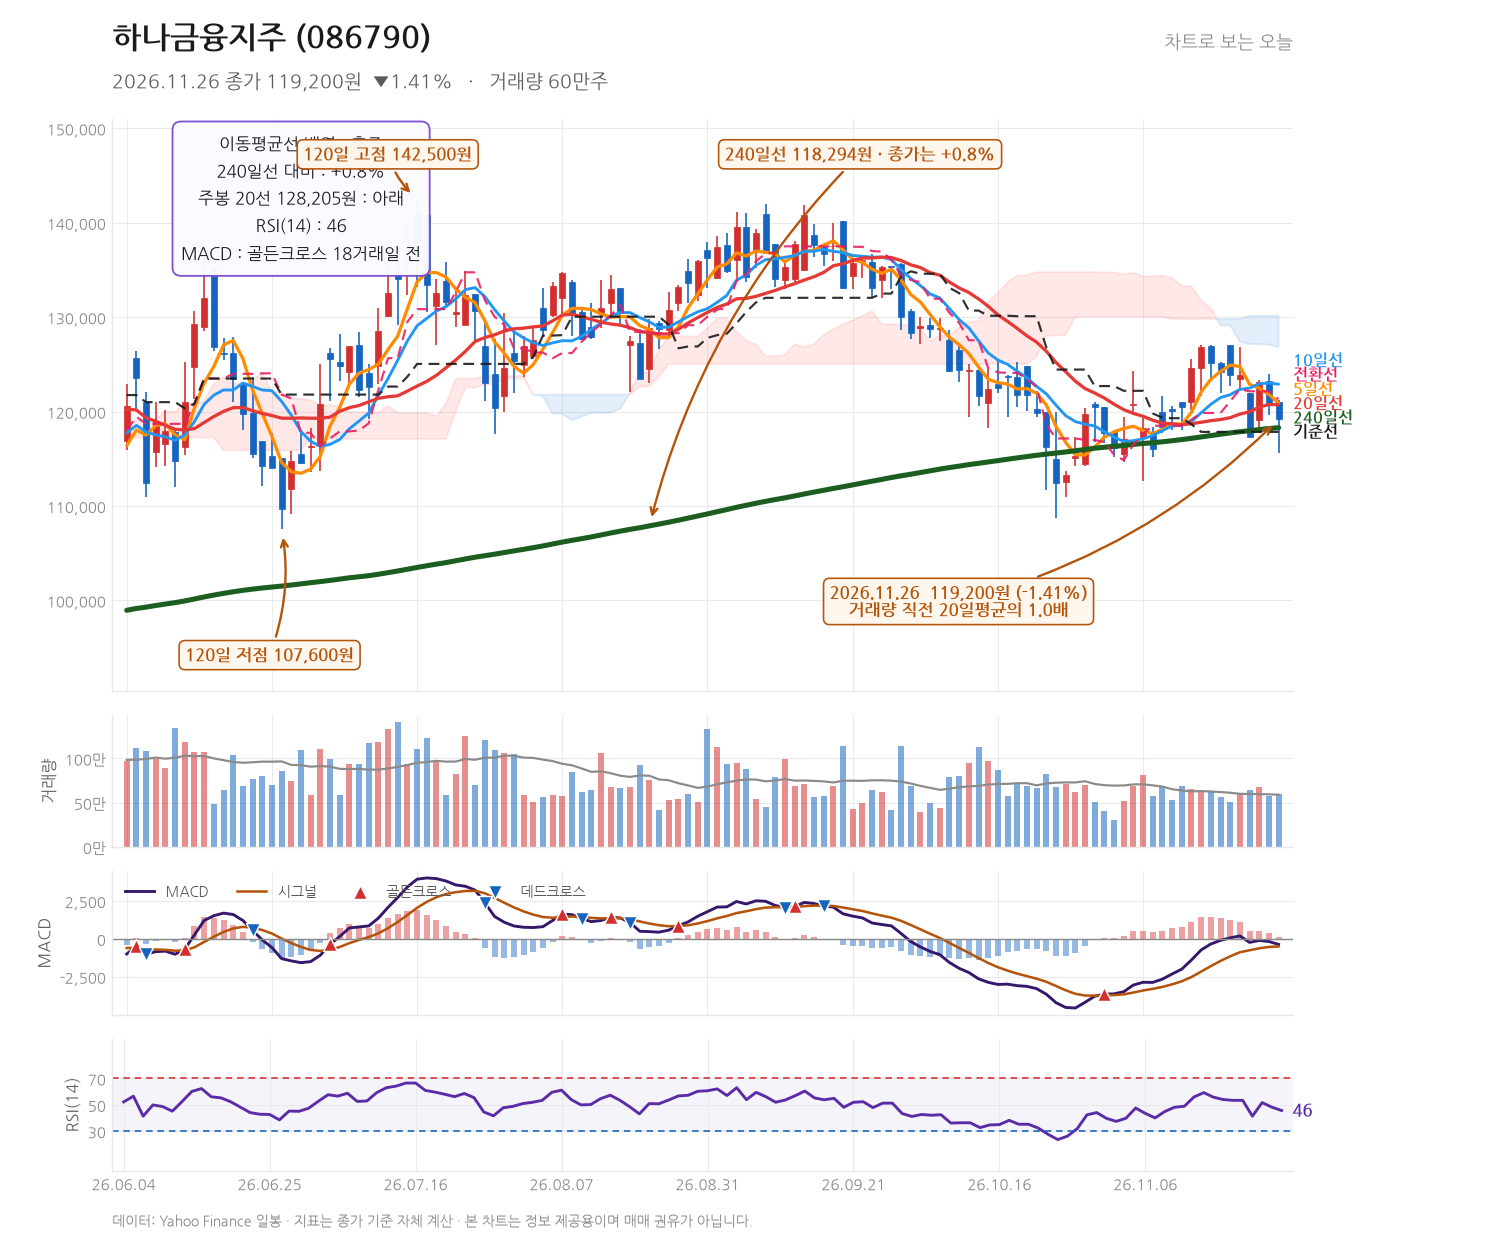 하나금융지주 (086790)
차트로 보는 오늘
2026.11.26 종가 119,200원 ▼1.41% · 거래량 60만주
150,000
140,000
130,000
120,000
110,000
100,000
이동평균선
240일선 대비 : +0.8%
주봉 20선 128,205원 : 아래
RSI(14) : 46
MACD : 골든크로스 18거래일 전
120일 고점 142,500원
240일선 118,294원 · 종가는 +0.8%
10일선
전환선
5일선
20일선
240일선
기준선
2026.11.26 119,200원 (-1.41%)
거래량 직전 20일평균의 1.0배
120일 저점 107,600원
거래량
100만
50만
0만
MACD
MACD
시그널
골든크로스
데드크로스
2,500
0
-2,500
RSI(14)
70
50
30
46
26.06.04
26.06.25
26.07.16
26.08.07
26.08.31
26.09.21
26.10.16
26.11.06
데이터: Yahoo Finance 일봉 · 지표는 종가 기준 자체 계산 · 본 차트는 정보 제공용이며 매매 권유가 아닙니다.